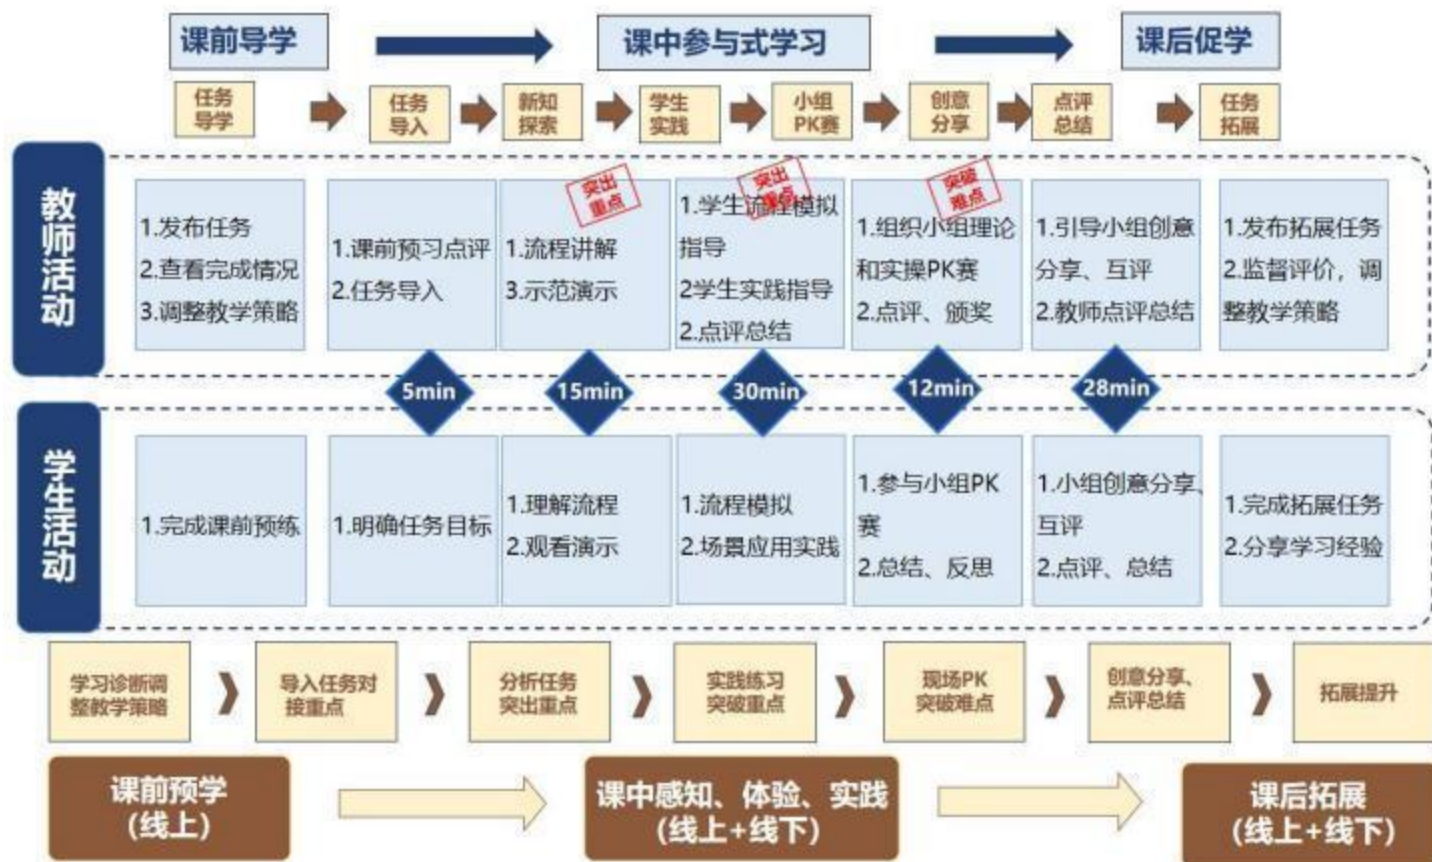 课前导学
课中参与式学习
课后促学
任务
导学
任务
导入
新知
探索
学生
实践
小组
PK赛
创意
分享
点评
总结
任务
拓展
教师活动
1.发布任务
2.查看完成情况
3.调整教学策略
1.课前预习点评
2.任务导入
突出
重点
1.流程讲解
3.示范演示
突出
重点
1.学生流程模拟
指导
2学生实践指导
2.点评总结
突破
难点
1.组织小组理论
和实操PK赛
2.点评、颁奖
1.引导小组创意
分享、互评
2.教师点评总结
1.发布拓展任务
2.监督评价，调
整教学策略
5min
15min
30min
12min
28min
学生活动
1.完成课前预练
1.明确任务目标
1.理解流程
2.观看演示
1.流程模拟
2.场景应用实践
1.参与小组PK
赛
2.总结、反思
1.小组创意分享、
互评
2.点评、总结
1.完成拓展任务
2.分享学习经验
学习诊断调
整教学策略
导入任务对
接重点
分析任务
突出重点
实践练习
突破重点
现场PK
突破难点
创意分享、
点评总结
拓展提升
课前预学
(线上)
课中感知、体验、实践
(线上+线下)
课后拓展
(线上+线下)